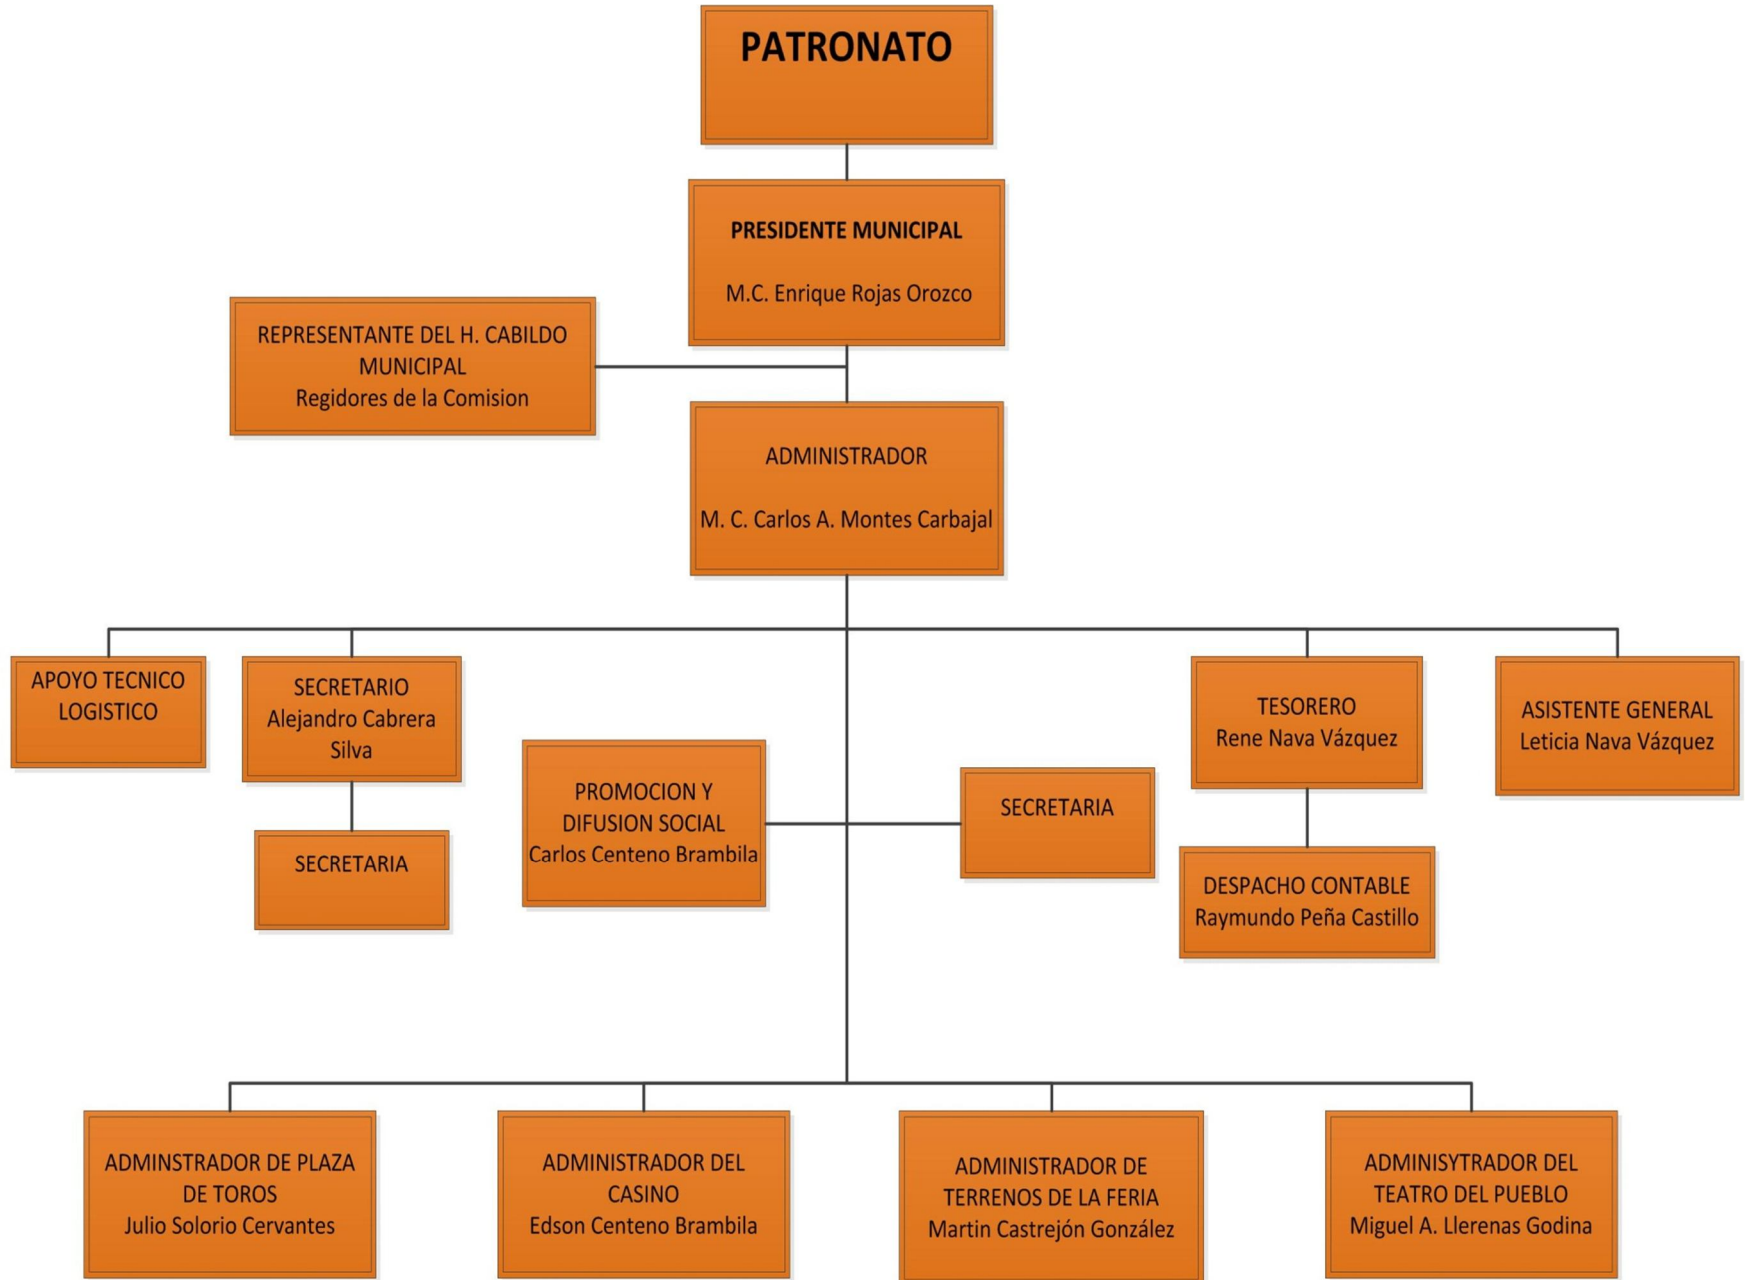 PATRONATO
PRESIDENTE MUNICIPAL
M.C. Enrique Rojas Orozco
REPRESENTANTE DEL H. CABILDO
MUNICIPAL
Regidores de la Comision
ADMINISTRADOR
M. C. Carlos A. Montes Carbajal
APOYO TECNICO
LOGISTICO
SECRETARIO
Alejandro Cabrera
Silva
TESORERO
Rene Nava Vázquez
ASISTENTE GENERAL
Leticia Nava Vázquez
PROMOCION Y
DIFUSION SOCIAL
Carlos Centeno Brambila
SECRETARIA
SECRETARIA
DESPACHO CONTABLE
Raymundo Peña Castillo
ADMINSTRADOR DE PLAZA
DE TOROS
Julio Solorio Cervantes
ADMINISTRADOR DEL
CASINO
Edson Centeno Brambila
ADMINISTRADOR DE
TERRENOS DE LA FERIA
Martin Castrejón González
ADMINISYTRADOR DEL
TEATRO DEL PUEBLO
Miguel A. Llerenas Godina